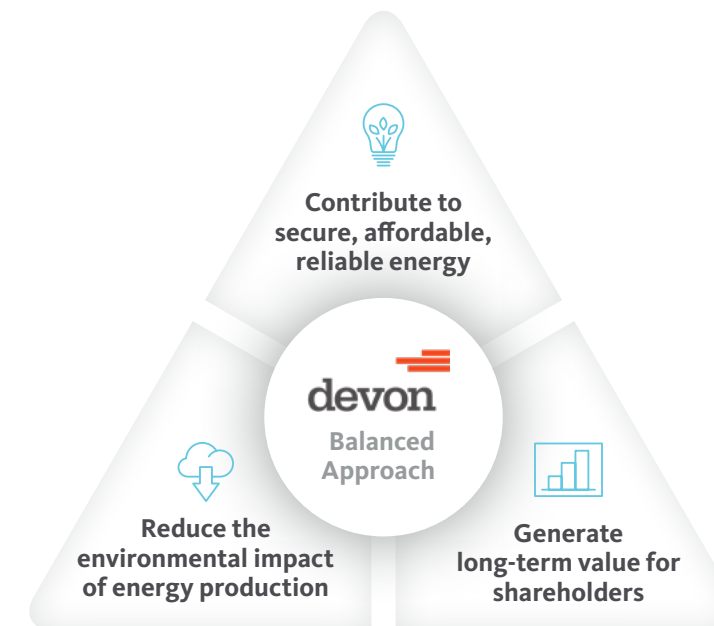 Contribute to
secure, affordable,
reliable energy
devon
Balanced
Approach
Reduce the
environmental impact
of energy production
Generate
long-term value for
shareholders